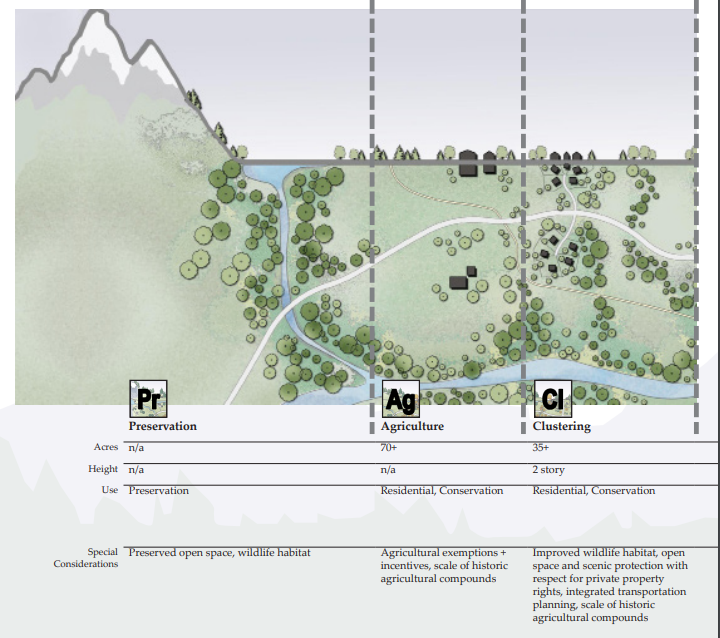 Pr
Ag
Cl
Preservation
Agriculture
Clustering
Acres
n/a
70+
35+
Height
n/a
n/a
2 story
Use
Preservation
Residential, Conservation
Residential, Conservation
Special
Considerations
Preserved open space, wildlife habitat
Agricultural exemptions +
incentives, scale of historic
agricultural compounds
Improved wildlife habitat, open
space and scenic protection with
respect for private property
rights, integrated transportation
planning, scale of historic
agricultural compounds